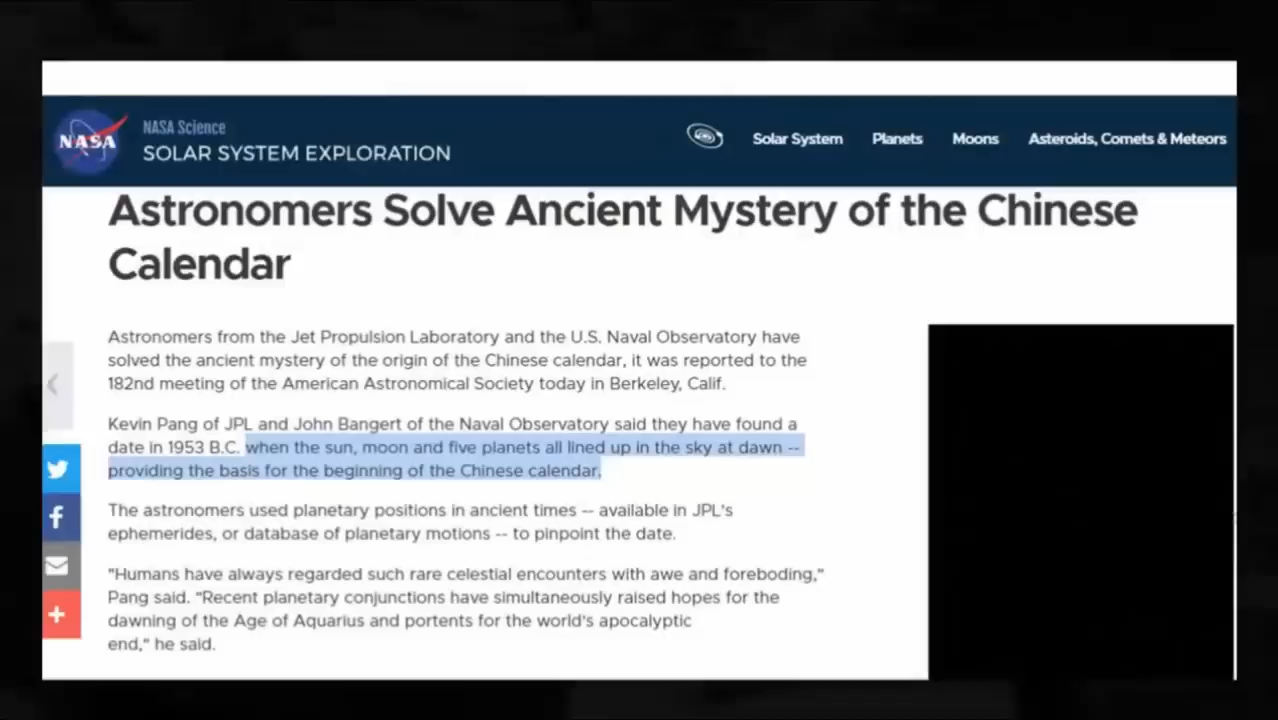 NASA
NASA Science
SOLAR SYSTEM EXPLORATION
Solar System
Planets
Moons
Asteroids, Comets & Meteors
Astronomers Solve Ancient Mystery of the Chinese
Calendar
Astronomers from the Jet Propulsion Laboratory and the U.S. Naval Observatory have
solved the ancient mystery of the origin of the Chinese calendar, it was reported to the
182nd meeting of the American Astronomical Society today in Berkeley, Calif.
Kevin Pang of JPL and John Bangert of the Naval Observatory said they have found a
date in 1953 B.C. when the sun, moon and five planets all lined up in the sky at dawn --
providing the basis for the beginning of the Chinese calendar.
The astronomers used planetary positions in ancient times -- available in JPL's
ephemerides, or database of planetary motions -- to pinpoint the date.
"Humans have always regarded such rare celestial encounters with awe and foreboding,"
Pang said. "Recent planetary conjunctions have simultaneously raised hopes for the
dawning of the Age of Aquarius and portents for the world's apocalyptic
end," he said.